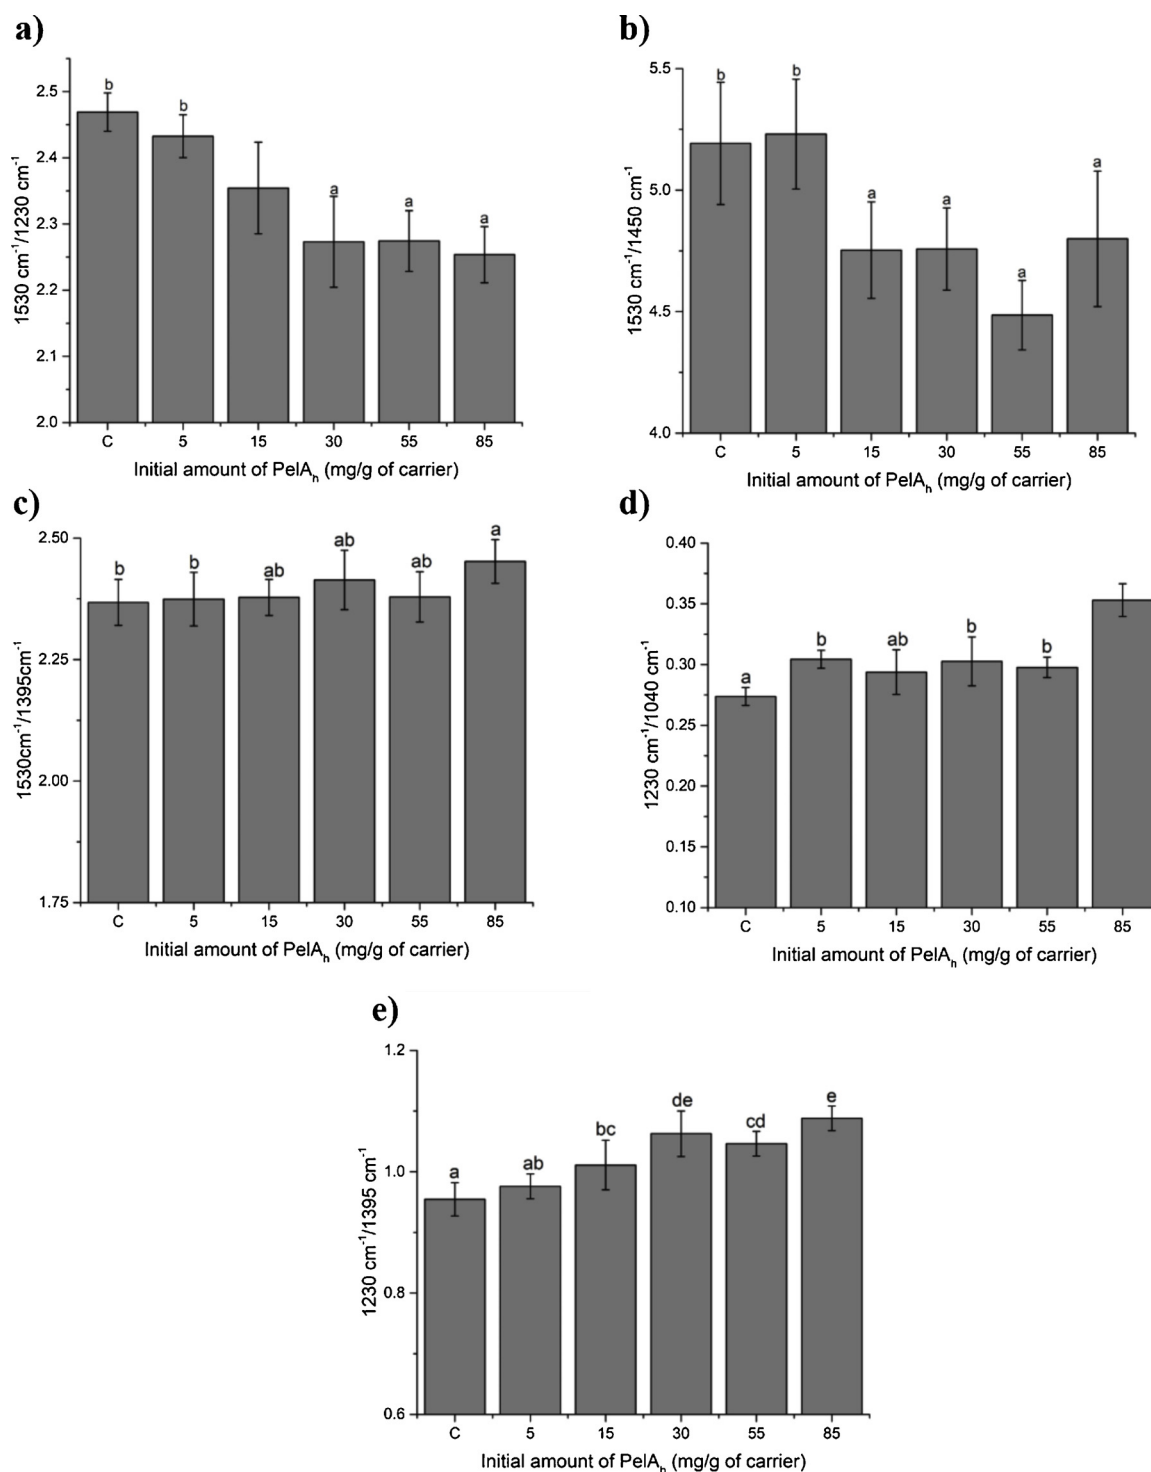 a)
b b a a a
2.5
2.4
2.3
2.2
2.1
2.0
1530 cm⁻¹/1230 cm⁻¹
C 5 15 30 55 85
Initial amount of PelAₕ (mg/g of carrier)
b)
b b a a a a
5.5
5.0
4.5
4.0
1530 cm⁻¹/1450 cm⁻¹
C 5 15 30 55 85
Initial amount of PelAₕ (mg/g of carrier)
c)
b b ab ab ab a
2.50
2.25
2.00
1.75
1530cm⁻¹/1395cm⁻¹
C 5 15 30 55 85
Initial amount of PelAₕ (mg/g of carrier)
d)
a b ab b b
0.40
0.35
0.30
0.25
0.20
0.15
0.10
1230 cm⁻¹/1040 cm⁻¹
C 5 15 30 55 85
Initial amount of PelAₕ (mg/g of carrier)
e)
a ab bc de cd e
1.2
1.0
0.8
0.6
1230 cm⁻¹/1395 cm⁻¹
C 5 15 30 55 85
Initial amount of PelAₕ (mg/g of carrier)